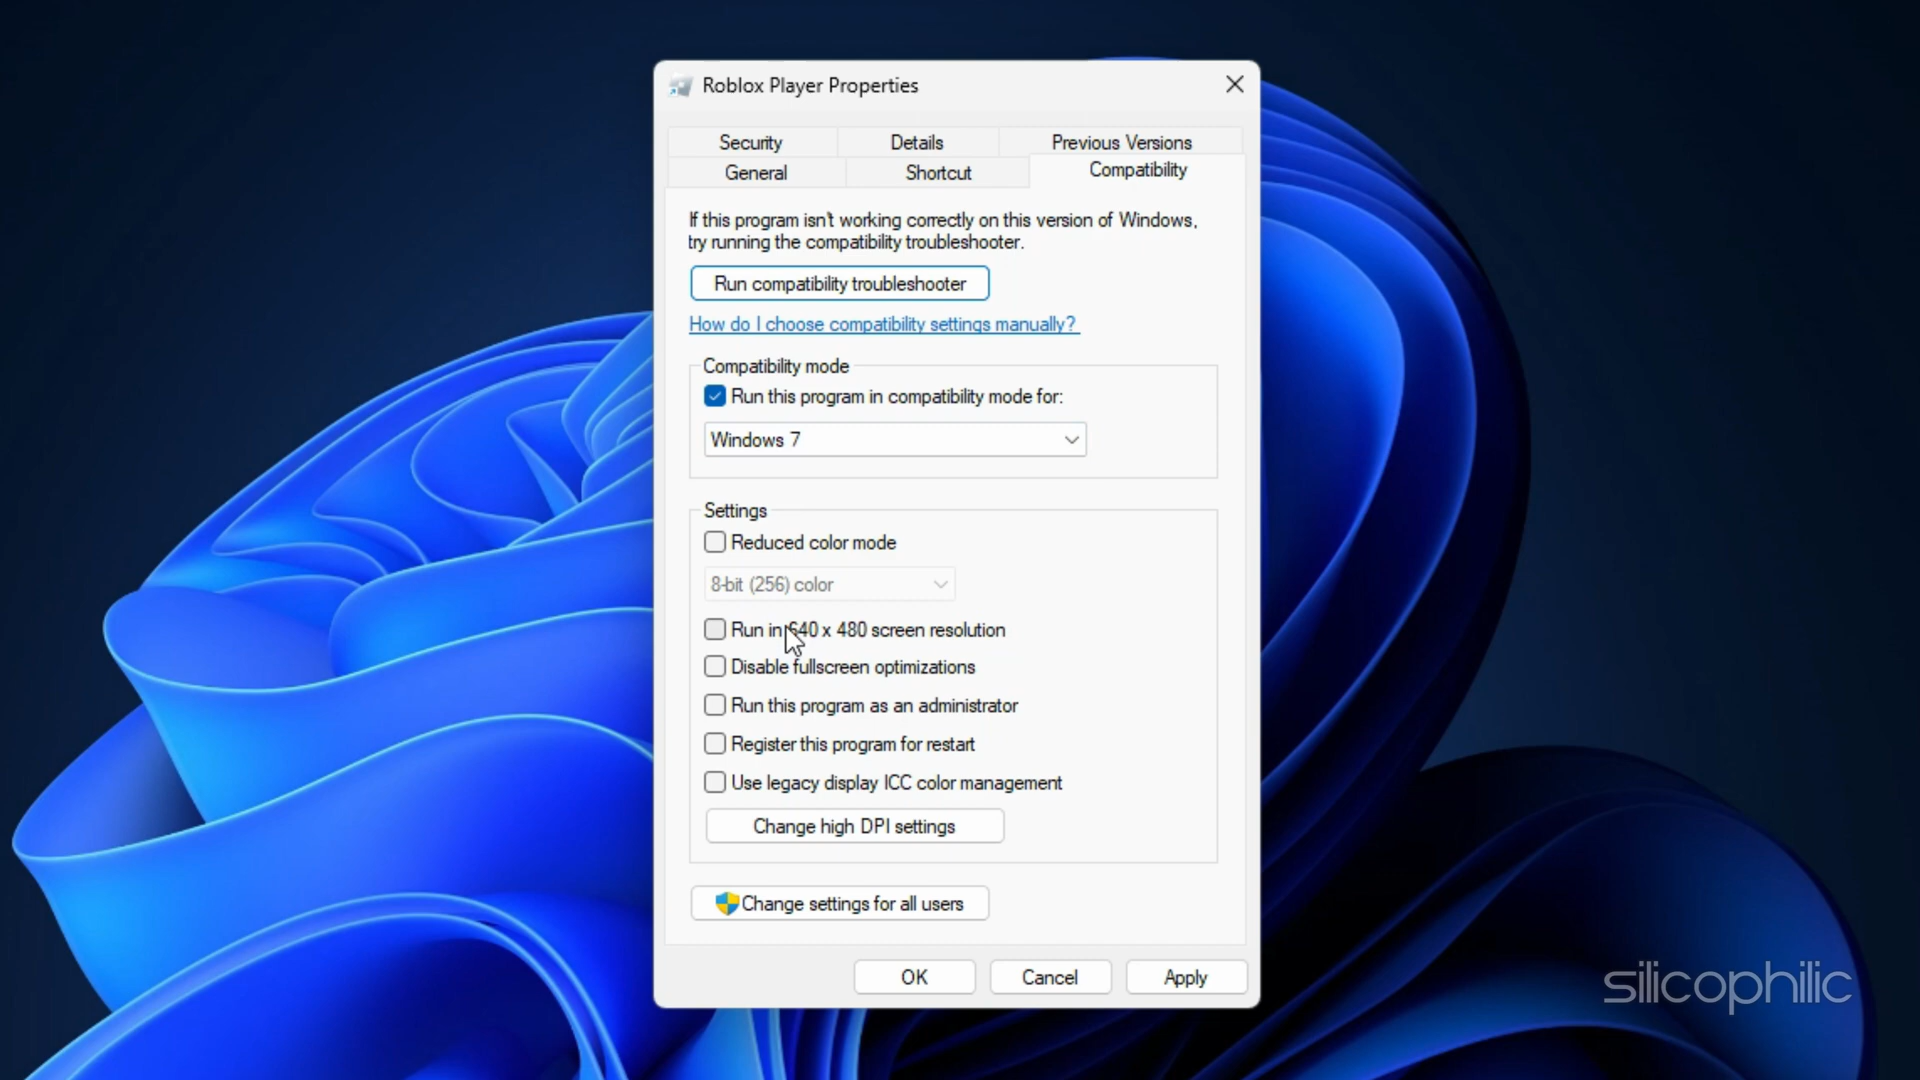 Roblox Player Properties
Security Details Previous Versions
General Shortcut Compatibility
If this program isn't working correctly on this version of Windows,
try running the compatibility troubleshooter.
Run compatibility troubleshooter
How do I choose compatibility settings manually?
Compatibility mode
Run this program in compatibility mode for:
Windows 7
Settings
Reduced color mode
8-bit (256) color
Run in 640 x 480 screen resolution
Disable fullscreen optimizations
Run this program as an administrator
Register this program for restart
Use legacy display ICC color management
Change high DPI settings
Change settings for all users
OK Cancel Apply
silicophilic